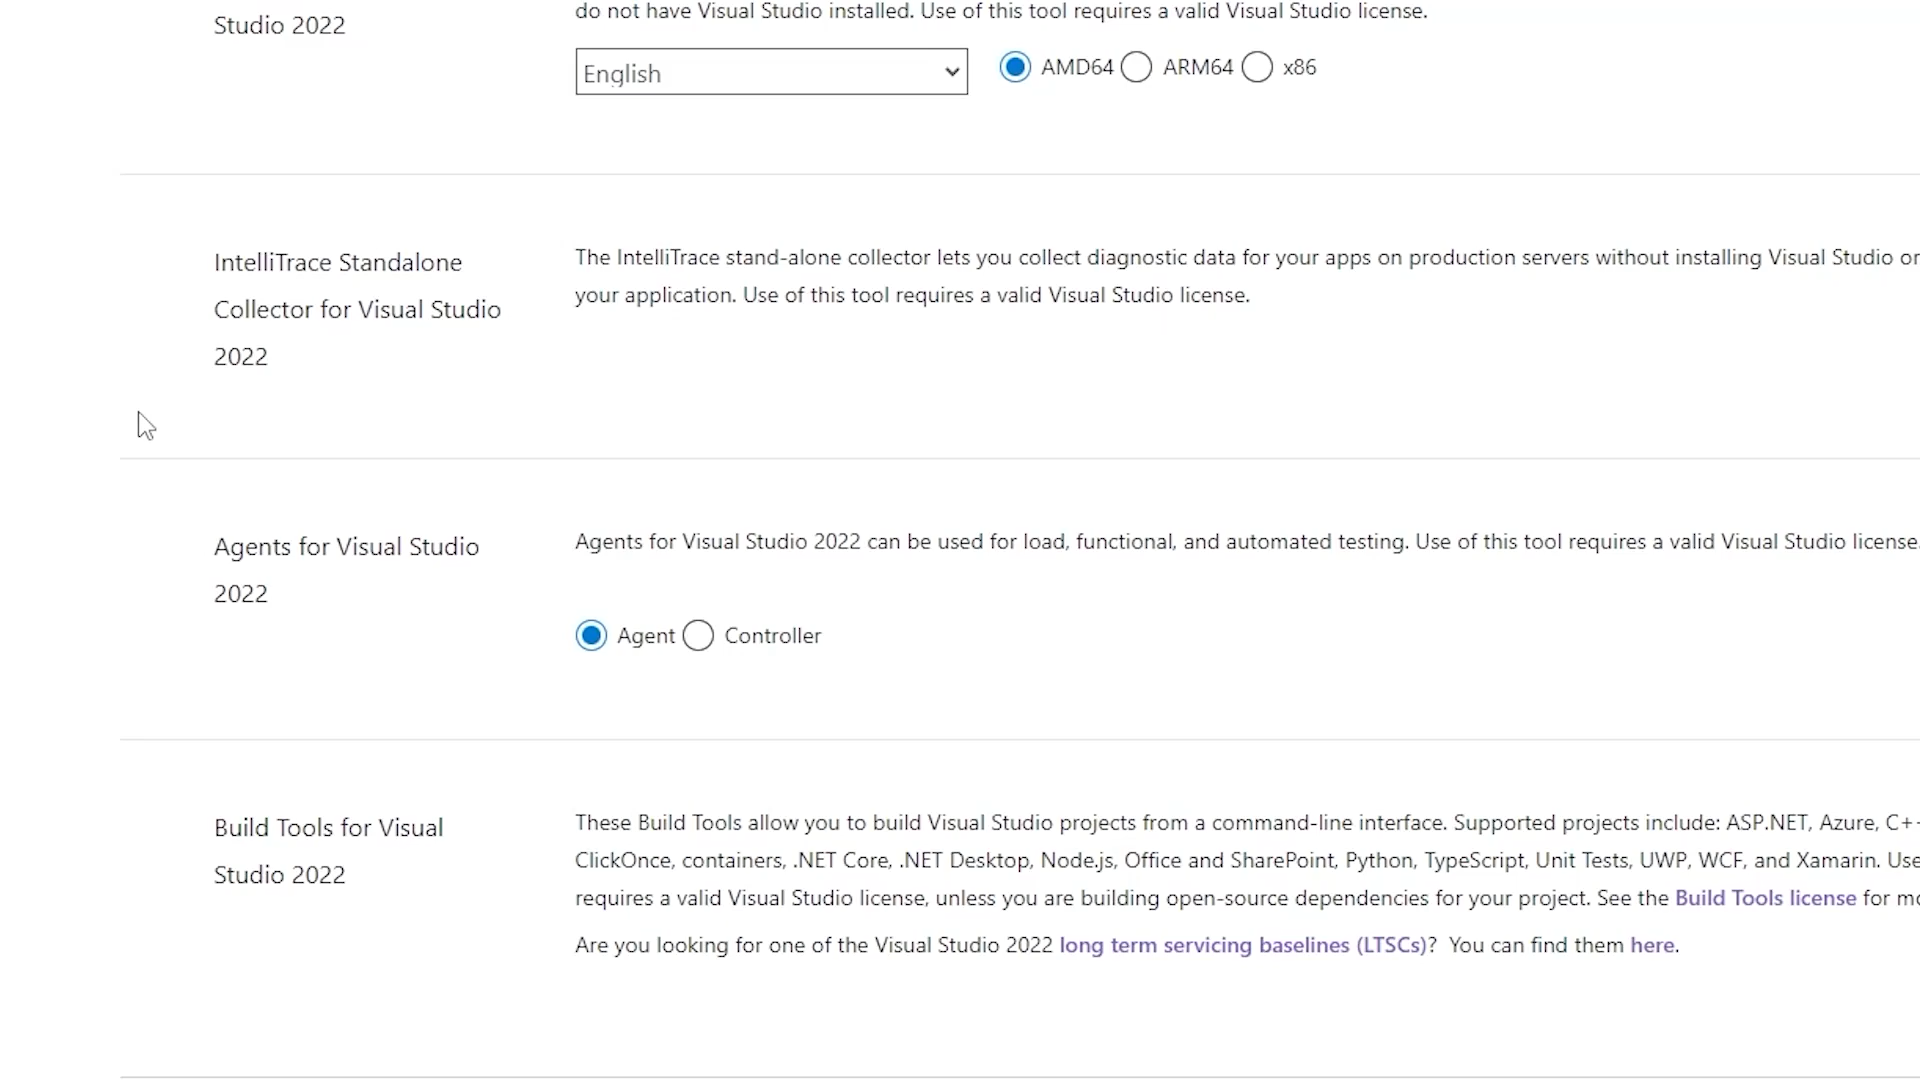 Studio 2022
do not have Visual Studio installed. Use of this tool requires a valid Visual Studio license.
English
AMD64 ARM64 x86
IntelliTrace Standalone
Collector for Visual Studio
2022
The IntelliTrace stand-alone collector lets you collect diagnostic data for your apps on production servers without installing Visual Studio or
your application. Use of this tool requires a valid Visual Studio license.
Agents for Visual Studio
2022
Agents for Visual Studio 2022 can be used for load, functional, and automated testing. Use of this tool requires a valid Visual Studio license.
Agent Controller
Build Tools for Visual
Studio 2022
These Build Tools allow you to build Visual Studio projects from a command-line interface. Supported projects include: ASP.NET, Azure, C+
ClickOnce, containers, .NET Core, .NET Desktop, Node.js, Office and SharePoint, Python, TypeScript, Unit Tests, UWP, WCF, and Xamarin. Use
requires a valid Visual Studio license, unless you are building open-source dependencies for your project. See the Build Tools license for
Are you looking for one of the Visual Studio 2022 long term servicing baselines (LTSCs)? You can find them here.